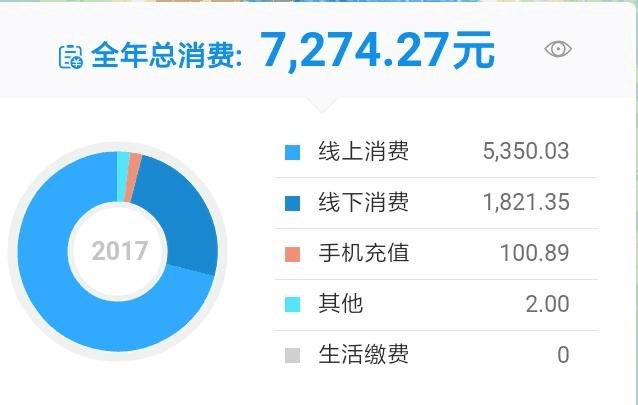 全年总消费: 7,274.27元
2017
线上消费 5,350.03
线下消费 1,821.35
手机充值 100.89
其他 2.00
生活缴费 0